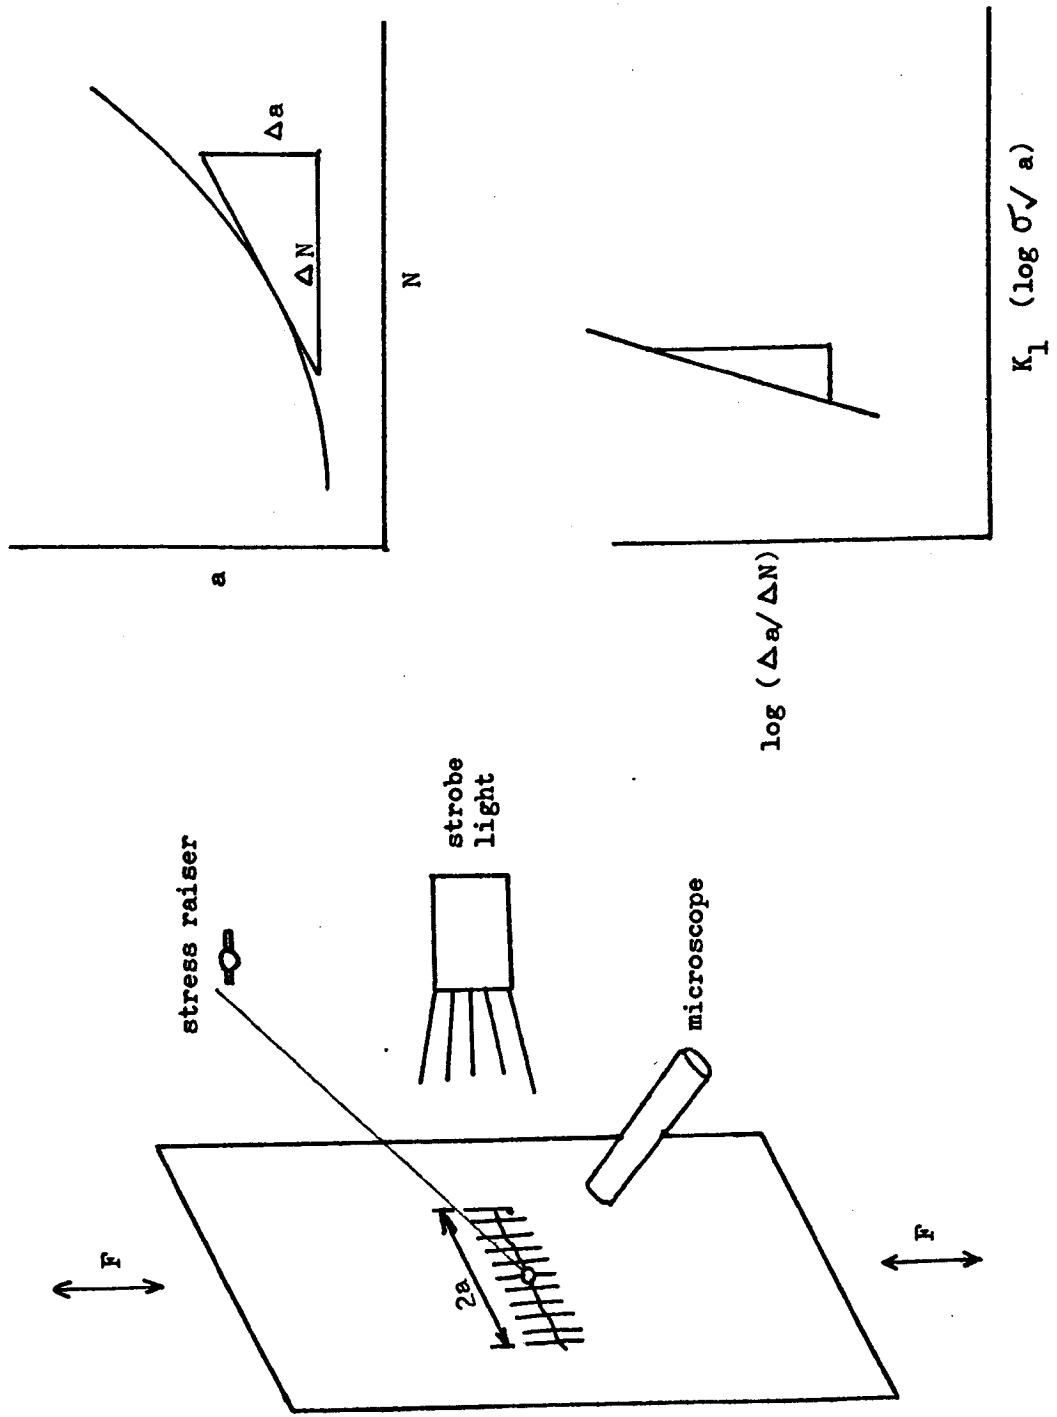 F
2a
stress raiser
strobe
light
microscope
F
a
Δa
ΔN
N
log (Δa/ΔN)
K₁ (log σ√ a)